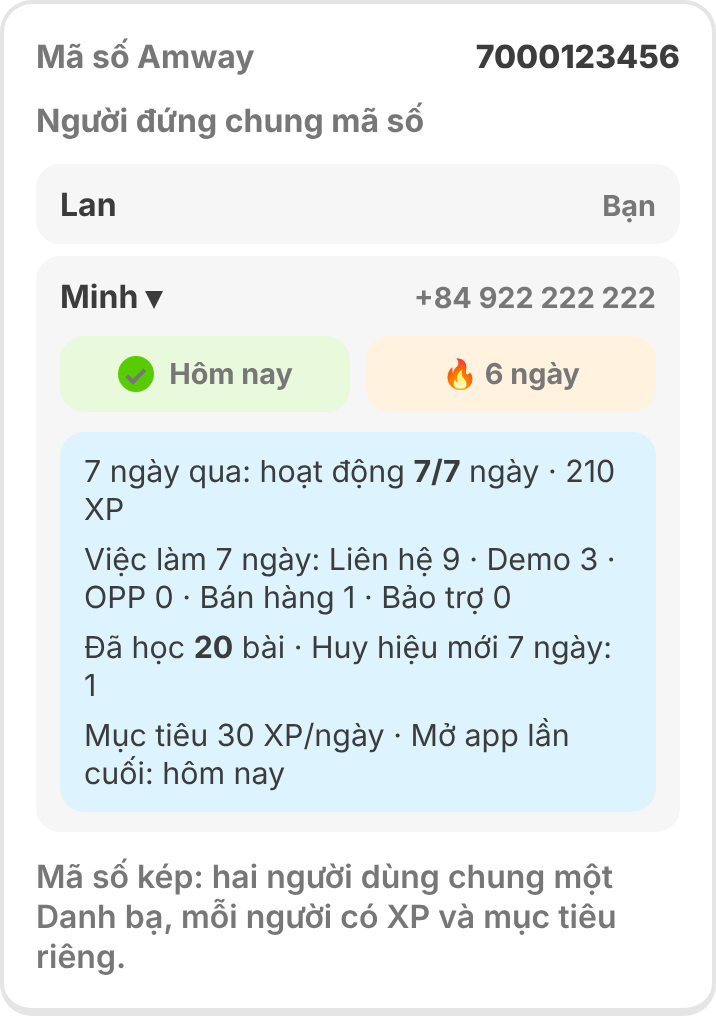 Mã số Amway 7000123456
Người đứng chung mã số
Lan Bạn
Minh ▼ +84 922 222 222
✓ Hôm nay 🔥 6 ngày
7 ngày qua: hoạt động 7/7 ngày · 210
XP
Việc làm 7 ngày: Liên hệ 9 · Demo 3 ·
OPP 0 · Bán hàng 1 · Bảo trợ 0
Đã học 20 bài · Huy hiệu mới 7 ngày:
1
Mục tiêu 30 XP/ngày · Mở app lần
cuối: hôm nay
Mã số kép: hai người dùng chung một
Danh bạ, mỗi người có XP và mục tiêu
riêng.